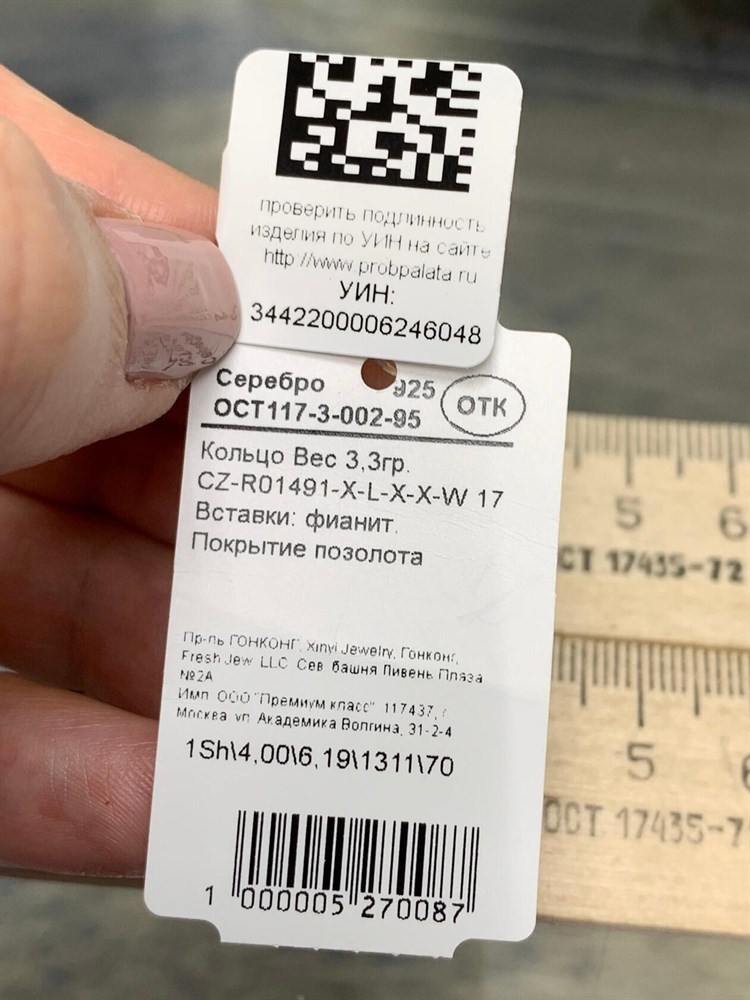 проверить подлинность
изделия по УИН на сайте
http://www.probpalata.ru
УИН:
3442200006246048
Серебро 925 ОТК
ОСТ117-3-002-95
Кольцо Вес 3,3гр.
CZ-R01491-X-L-X-X-W 17
Вставки: фианит.
Покрытие позолота
Пр-ль ГОНКОНГ, Xinyi Jewelry, Гонконг,
Fresh Jew LLC Сев башня Ливень Плаза
№2А
Имп. ООО "Премиум класс" 117437, г
Москва ул. Академика Волгина, 31-2-4
1Sh\4,00\6,19\1311\70
1 000005 270087
5 6
ОСТ 17435-72
5 6
ОСТ 17435-7